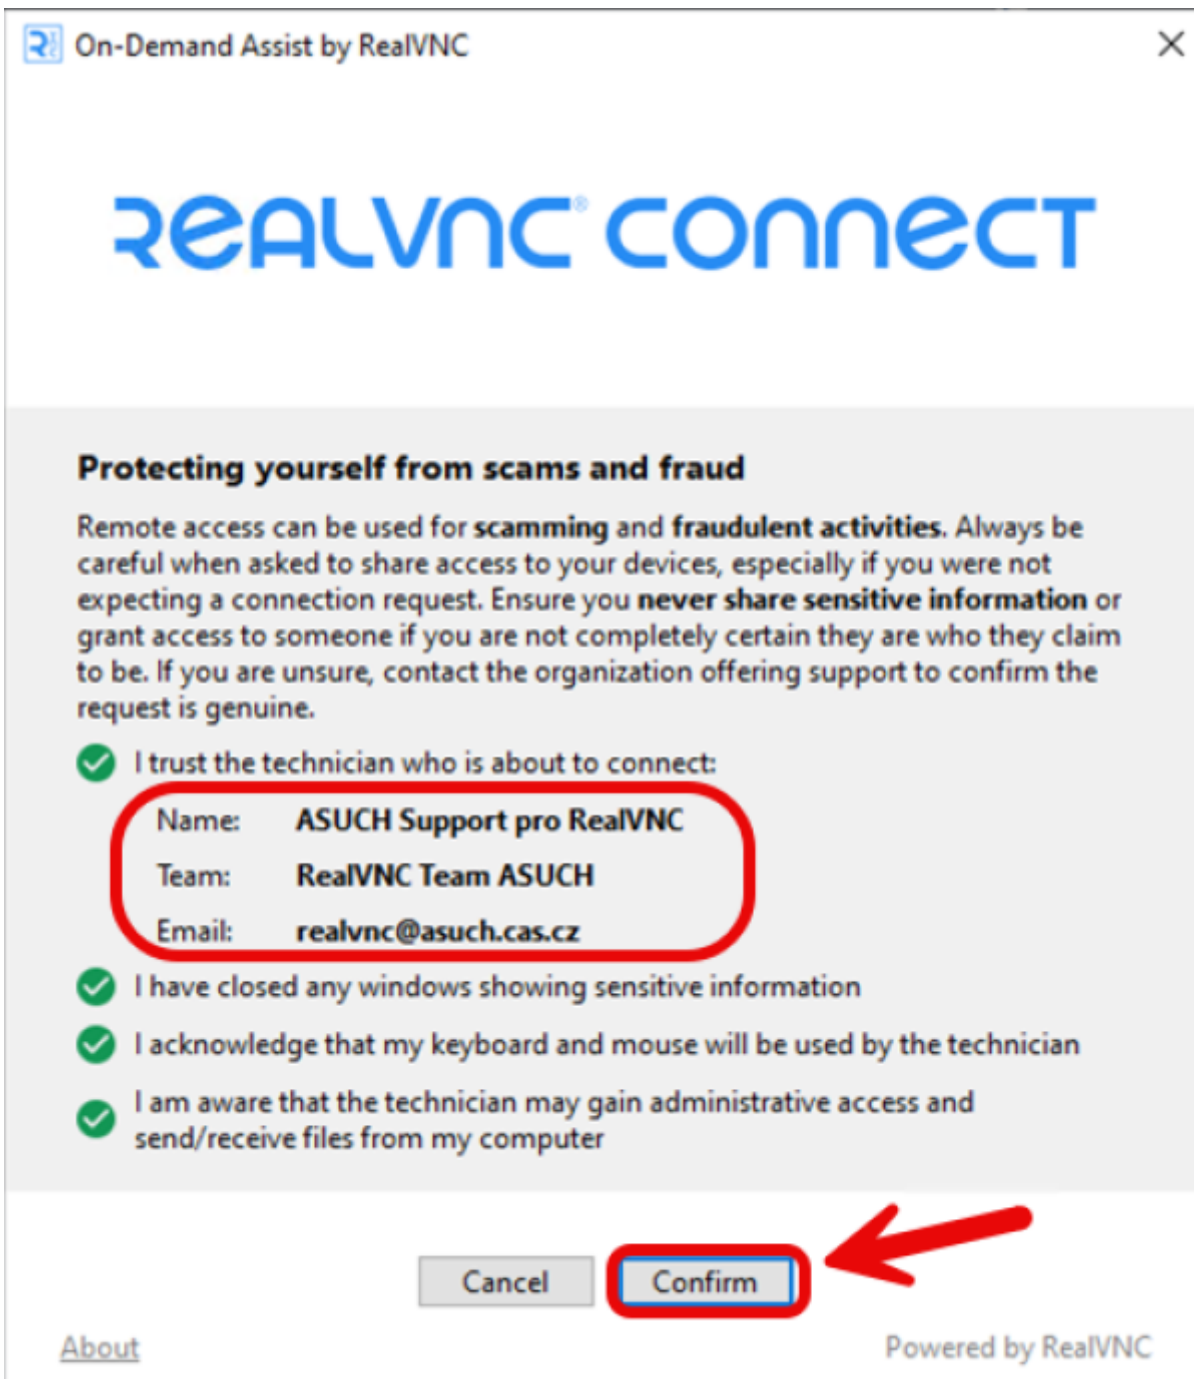 On-Demand Assist by RealVNC
REALVNC® CONNECT
Protecting yourself from scams and fraud
Remote access can be used for scamming and fraudulent activities. Always be
careful when asked to share access to your devices, especially if you were not
expecting a connection request. Ensure you never share sensitive information or
grant access to someone if you are not completely certain they are who they claim
to be. If you are unsure, contact the organization offering support to confirm the
request is genuine.
I trust the technician who is about to connect:
Name: ASUCH Support pro RealVNC
Team: RealVNC Team ASUCH
Email: realvnc@asuch.cas.cz
I have closed any windows showing sensitive information
I acknowledge that my keyboard and mouse will be used by the technician
I am aware that the technician may gain administrative access and
send/receive files from my computer
Cancel Confirm
About Powered by RealVNC